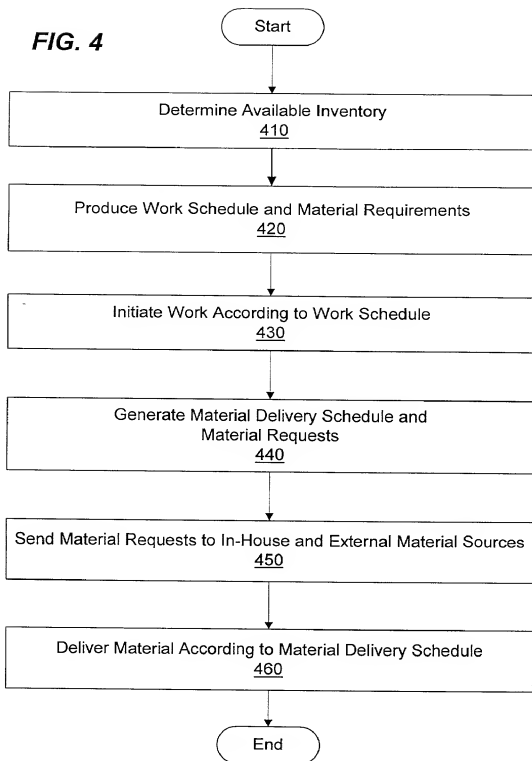 FIG. 4
Start
Determine Available Inventory
410
Produce Work Schedule and Material Requirements
420
Initiate Work According to Work Schedule
430
Generate Material Delivery Schedule and
Material Requests
440
Send Material Requests to In-House and External Material Sources
450
Deliver Material According to Material Delivery Schedule
460
End